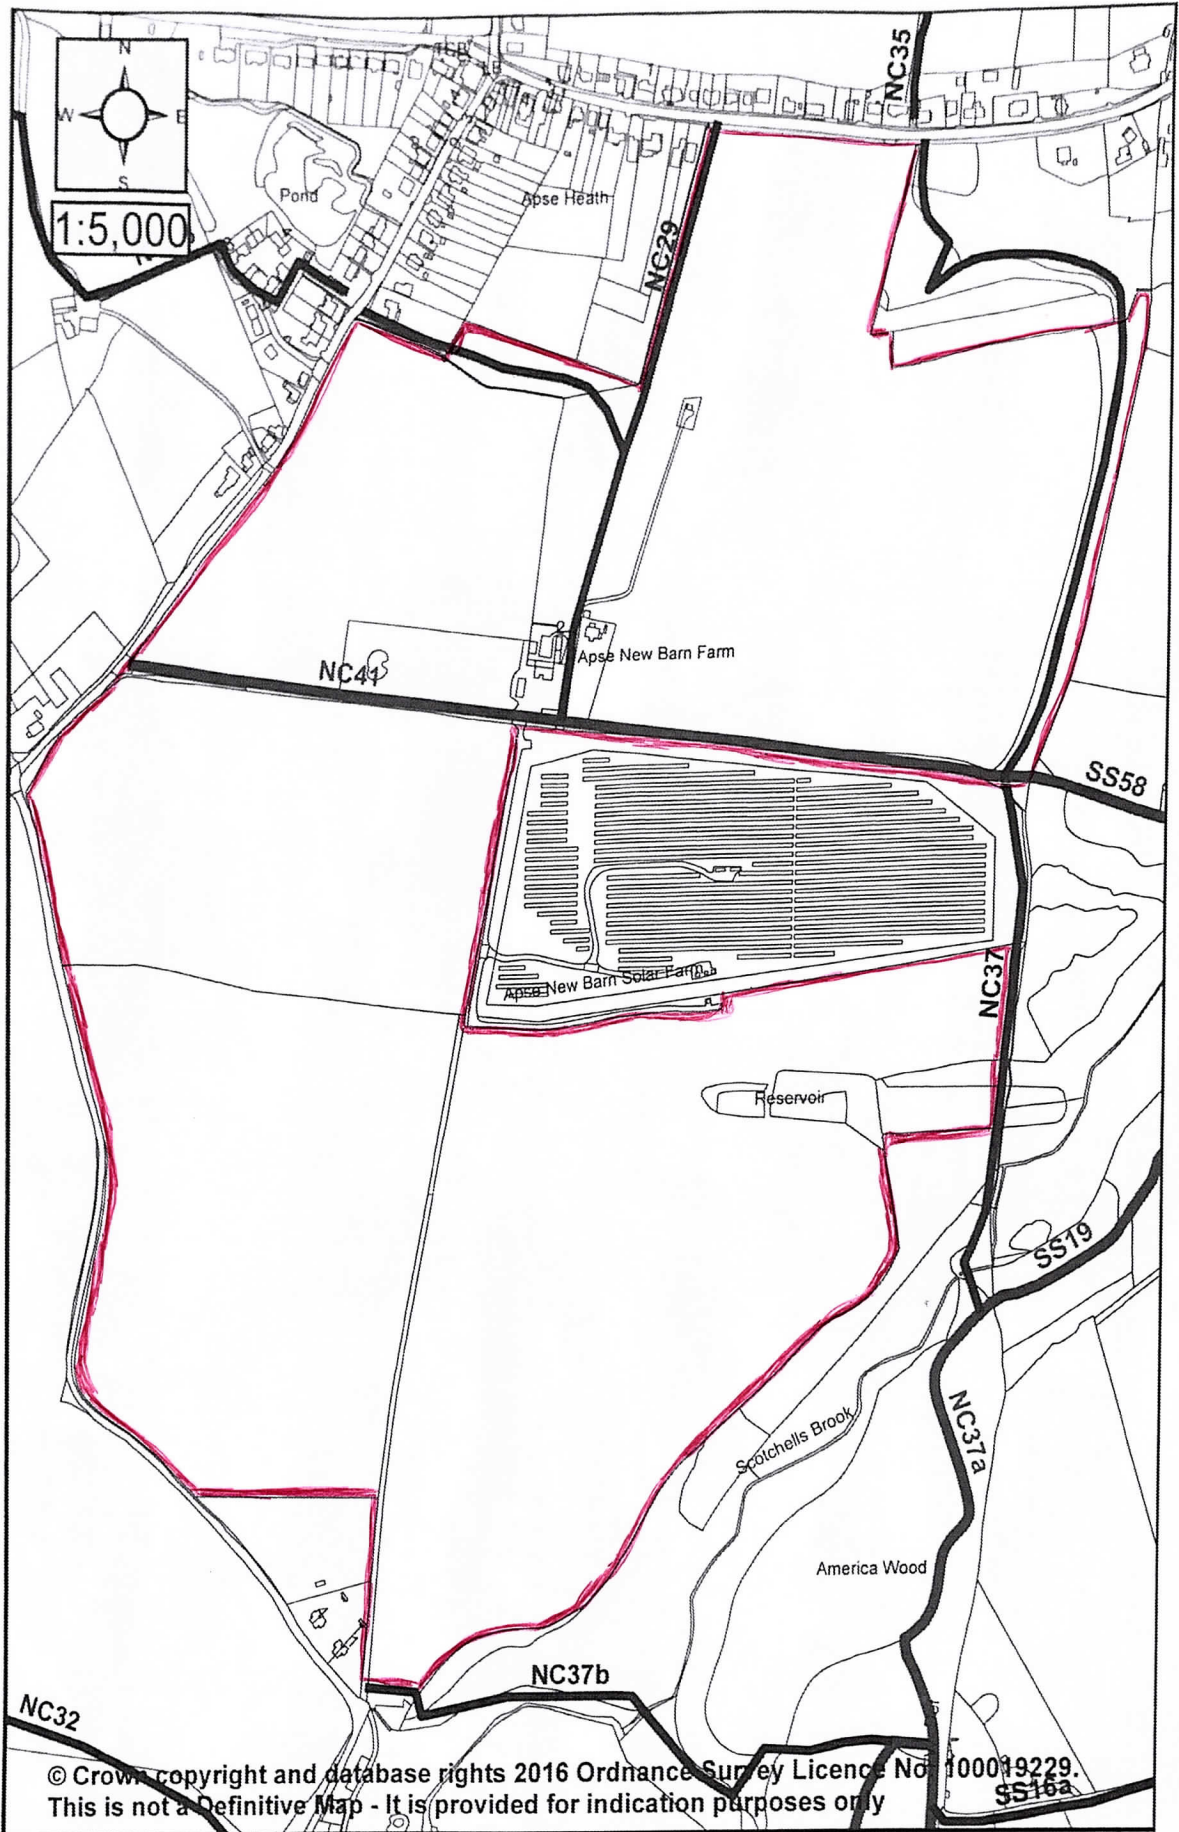 N
W E
S
1:5,000
TCB
LB
NC35
Pond
Apse Heath
NC29
NC41
Apse New Barn Farm
SS58
Apse New Barn Solar Farm
NC37
Reservoir
SS19
NC37a
Scotchells Brook
America Wood
NC37b
NC32
© Crown copyright and database rights 2016 Ordnance Survey Licence No. 100019229.
SS16a
This is not a Definitive Map - It is provided for indication purposes only